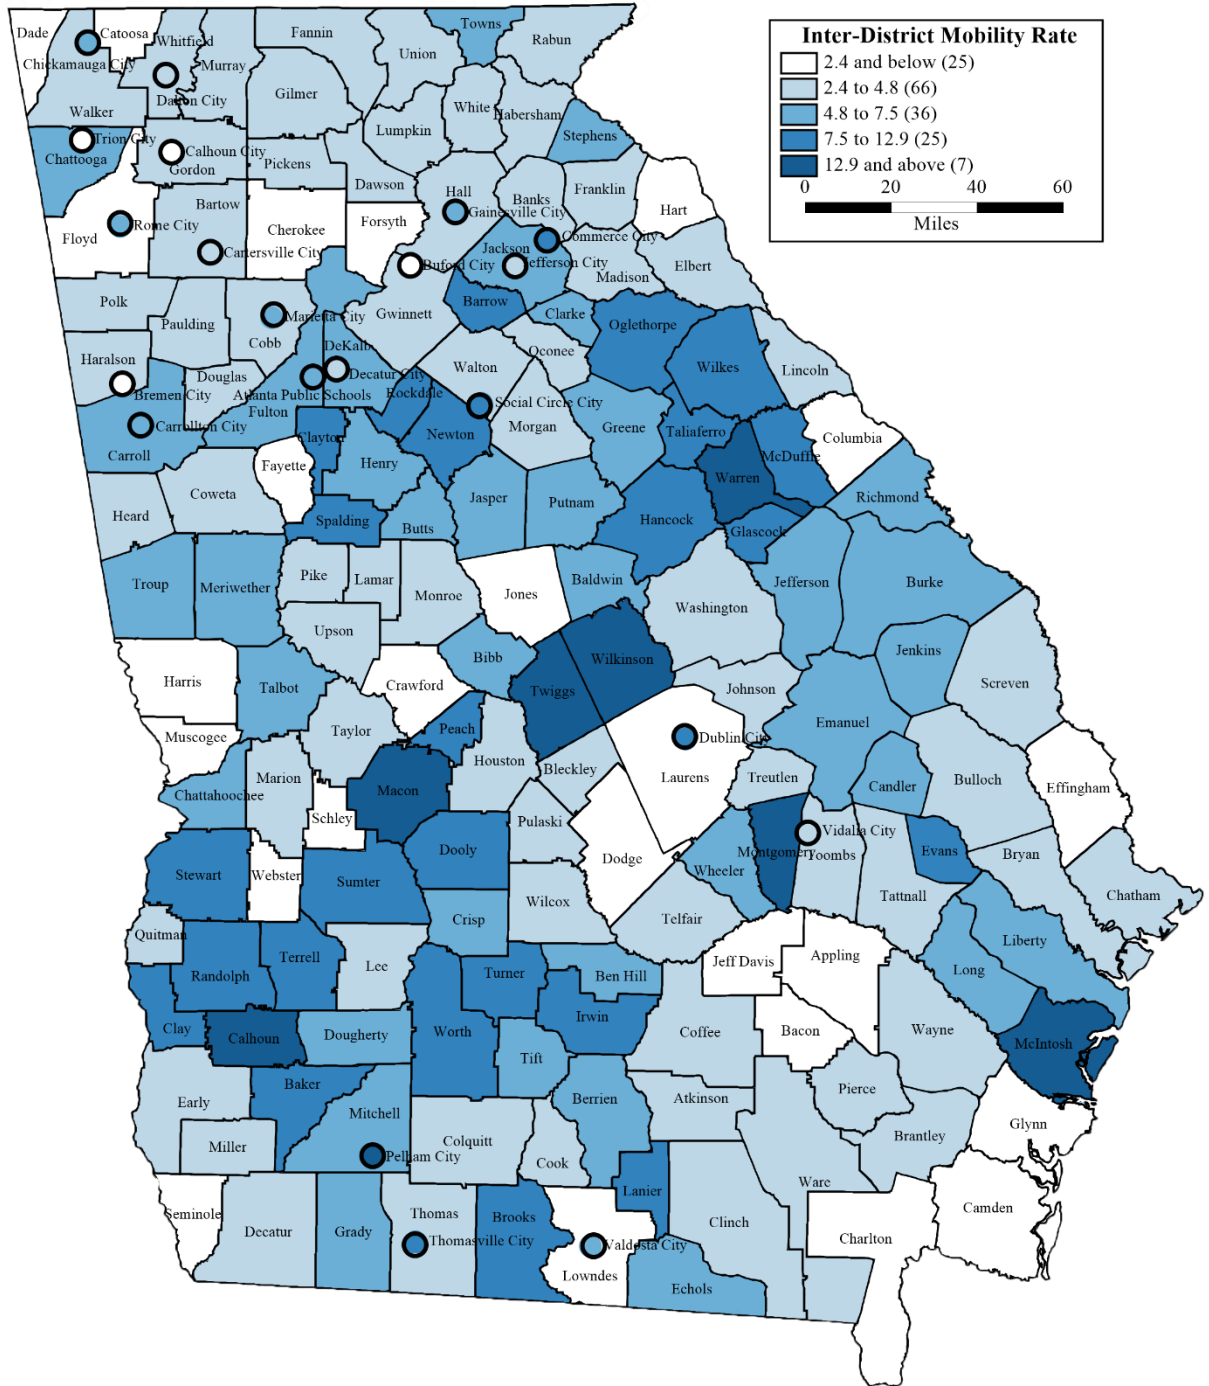 Inter-District Mobility Rate
2.4 and below (25)
2.4 to 4.8 (66)
4.8 to 7.5 (36)
7.5 to 12.9 (25)
12.9 and above (7)
0 20 40 60
Miles
Dade
Catoosa
Whitfield
Fannin
Towns
Union
Rabun
Chickamauga City
Murray
Dalton City
Gilmer
Walker
White
Habersham
Lumpkin
Stephens
Trion City
Chattooga
Calhoun City
Gordon
Pickens
Dawson
Hall
Banks
Franklin
Hart
Bartow
Gainesville City
Rome City
Floyd
Cherokee
Forsyth
Commerce City
Cartersville City
Jackson
Buford City
Jefferson City
Madison
Elbert
Polk
Paulding
Marietta City
Cobb
Gwinnett
Barrow
Clarke
Oglethorpe
DeKalb
Oconee
Haralson
Douglas
Decatur City
Walton
Wilkes
Lincoln
Bremen City
Atlanta Public Schools
Rockdale
Social Circle City
Fulton
Carrollton City
Morgan
Greene
Taliaferro
Columbia
Clayton
Newton
Carroll
Fayette
Henry
McDuffie
Warren
Coweta
Jasper
Putnam
Richmond
Heard
Spalding
Butts
Hancock
Glascock
Troup
Meriwether
Pike
Lamar
Monroe
Jones
Baldwin
Jefferson
Burke
Washington
Upson
Bibb
Wilkinson
Jenkins
Harris
Talbot
Crawford
Twiggs
Johnson
Screven
Muscogee
Taylor
Peach
Dublin City
Emanuel
Chattahoochee
Marion
Houston
Bleckley
Laurens
Treutlen
Candler
Bulloch
Effingham
Macon
Schley
Pulaski
Vidalia City
Montgomery
Toombs
Evans
Bryan
Stewart
Webster
Sumter
Dooly
Dodge
Wheeler
Tattnall
Chatham
Quitman
Crisp
Wilcox
Telfair
Liberty
Randolph
Terrell
Lee
Turner
Ben Hill
Jeff Davis
Appling
Long
Clay
Calhoun
Dougherty
Worth
Irwin
Coffee
Bacon
Wayne
McIntosh
Tift
Early
Baker
Mitchell
Berrien
Atkinson
Pierce
Glynn
Miller
Pelham City
Colquitt
Cook
Brantley
Lanier
Ware
Seminole
Decatur
Grady
Thomas
Brooks
Clinch
Camden
Thomasville City
Valdosta City
Charlton
Lowndes
Echols